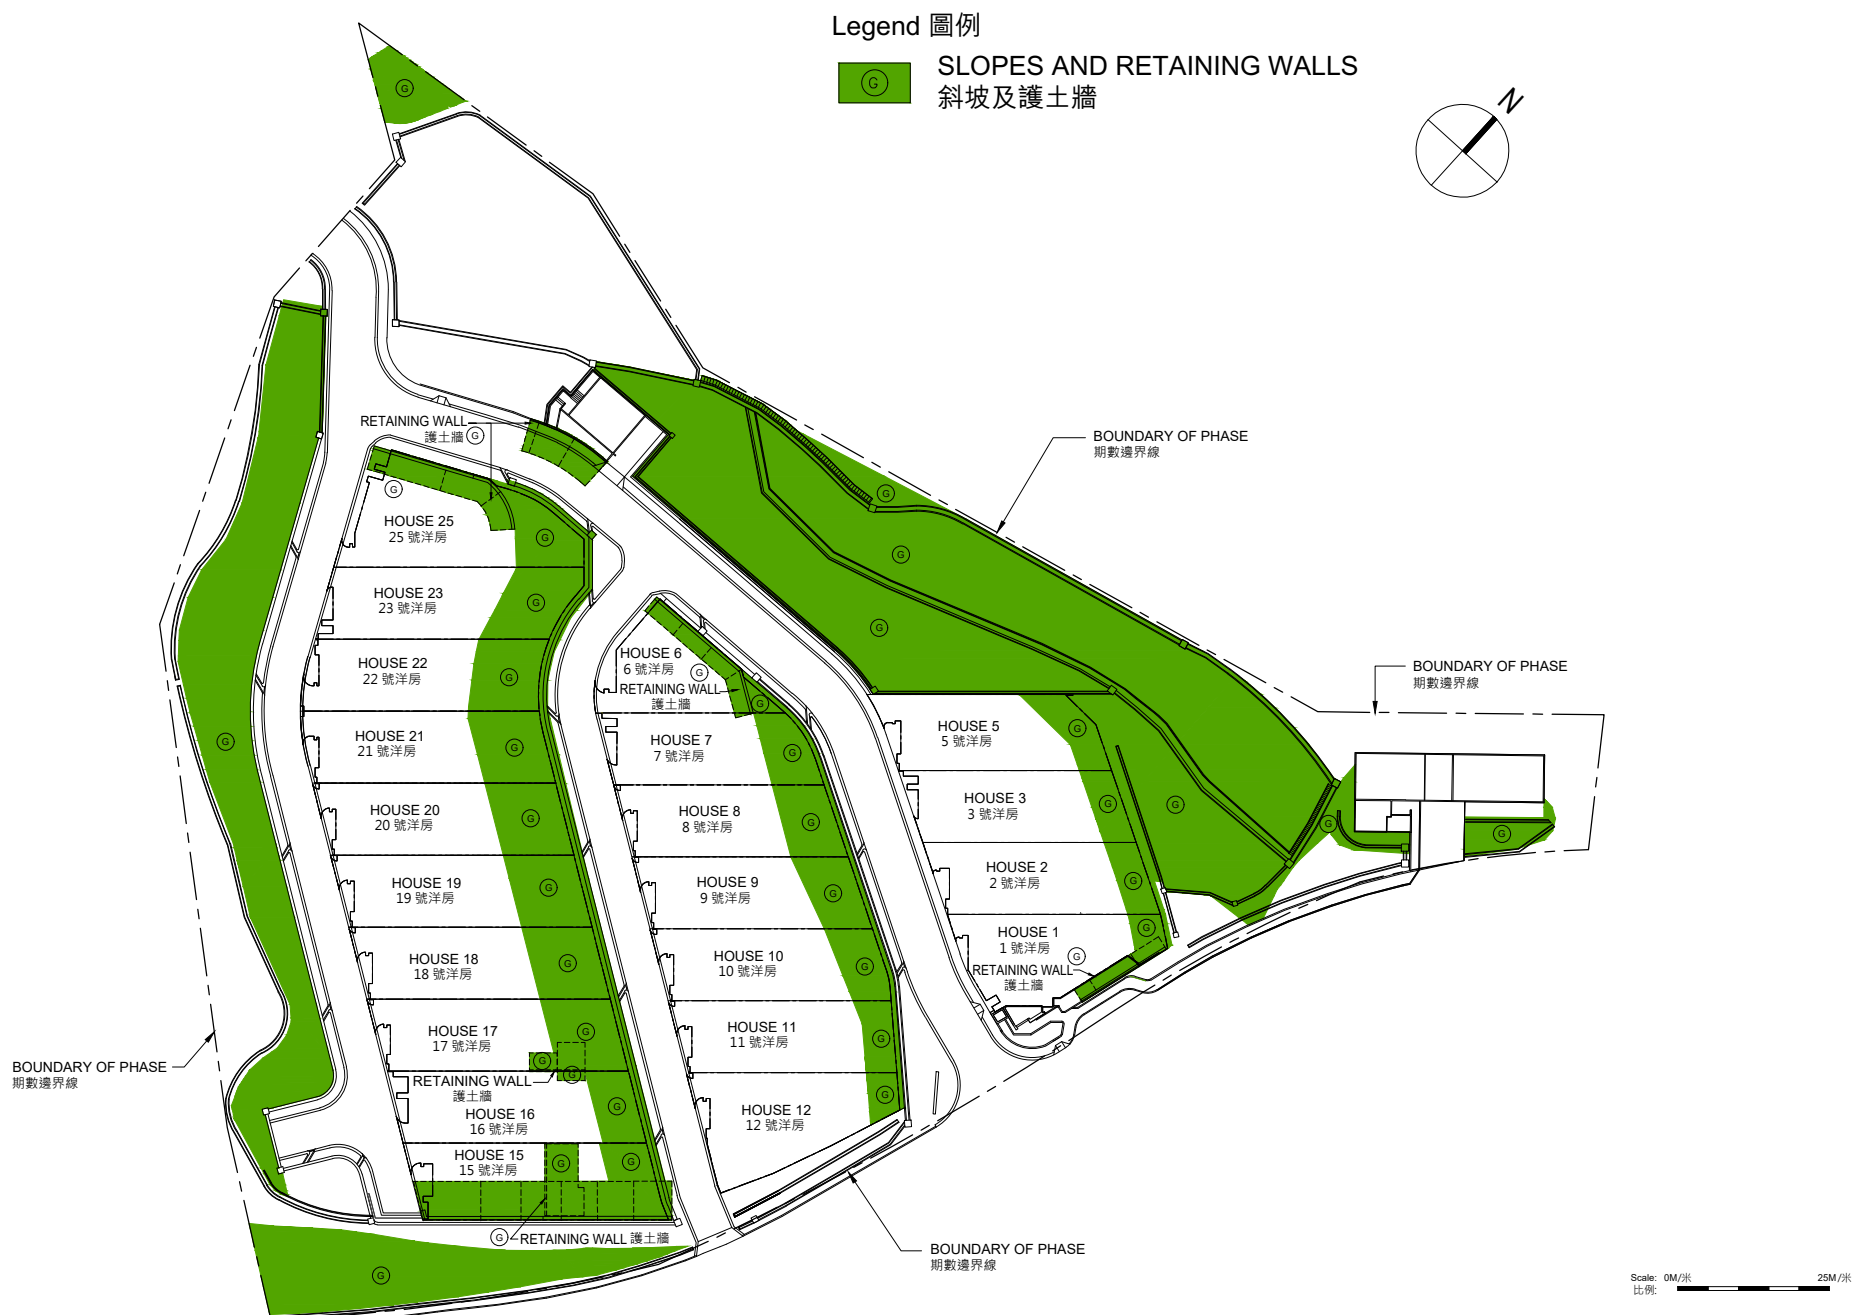 Legend 圖例
G
SLOPES AND RETAINING WALLS
斜坡及護土牆
N
G
RETAINING WALL
護土牆 G
BOUNDARY OF PHASE
期數邊界線
G
G
HOUSE 25
25 號洋房
G
G
HOUSE 23
23 號洋房
G
G
HOUSE 22
22 號洋房
G
HOUSE 6
6 號洋房
G
RETAINING WALL
護土牆
G
BOUNDARY OF PHASE
期數邊界線
G
HOUSE 21
21 號洋房
G
HOUSE 7
7 號洋房
G
HOUSE 5
5 號洋房
G
HOUSE 20
20 號洋房
G
HOUSE 8
8 號洋房
G
HOUSE 3
3 號洋房
G
G
G
G
HOUSE 19
19 號洋房
G
HOUSE 9
9 號洋房
G
HOUSE 2
2 號洋房
G
HOUSE 18
18 號洋房
G
HOUSE 10
10 號洋房
G
HOUSE 1
1 號洋房
G
G
RETAINING WALL
護土牆
HOUSE 17
17 號洋房
G
G
G
HOUSE 11
11 號洋房
G
BOUNDARY OF PHASE
期數邊界線
RETAINING WALL
護土牆
HOUSE 16
16 號洋房
G
HOUSE 12
12 號洋房
G
HOUSE 15
15 號洋房
G
G
G RETAINING WALL 護土牆
G
BOUNDARY OF PHASE
期數邊界線
Scale: 0M/米 25M/米
比例: